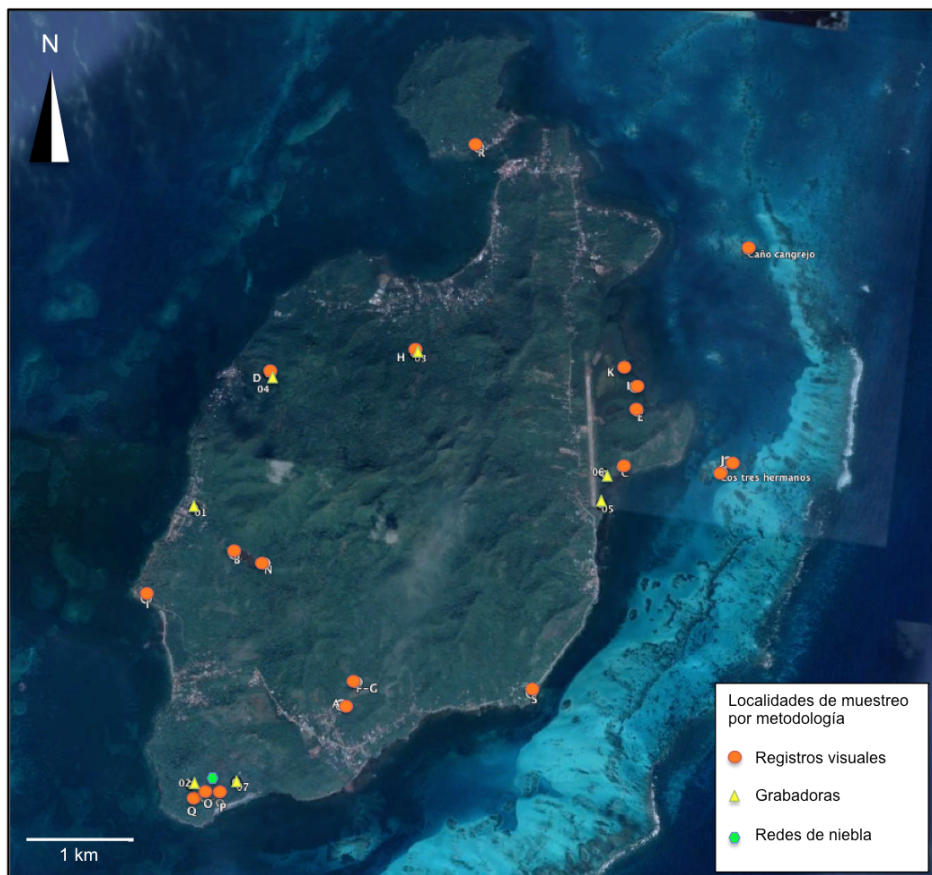 N
R
Caño cangrejo
H
03
D
04
K
L
E
J
Los tres hermanos
C
06
05
01
B
N
I
F-G
A
S
02
07
O
P
Q
1 km
Localidades de muestreo
por metodología
Registros visuales
Grabadoras
Redes de niebla